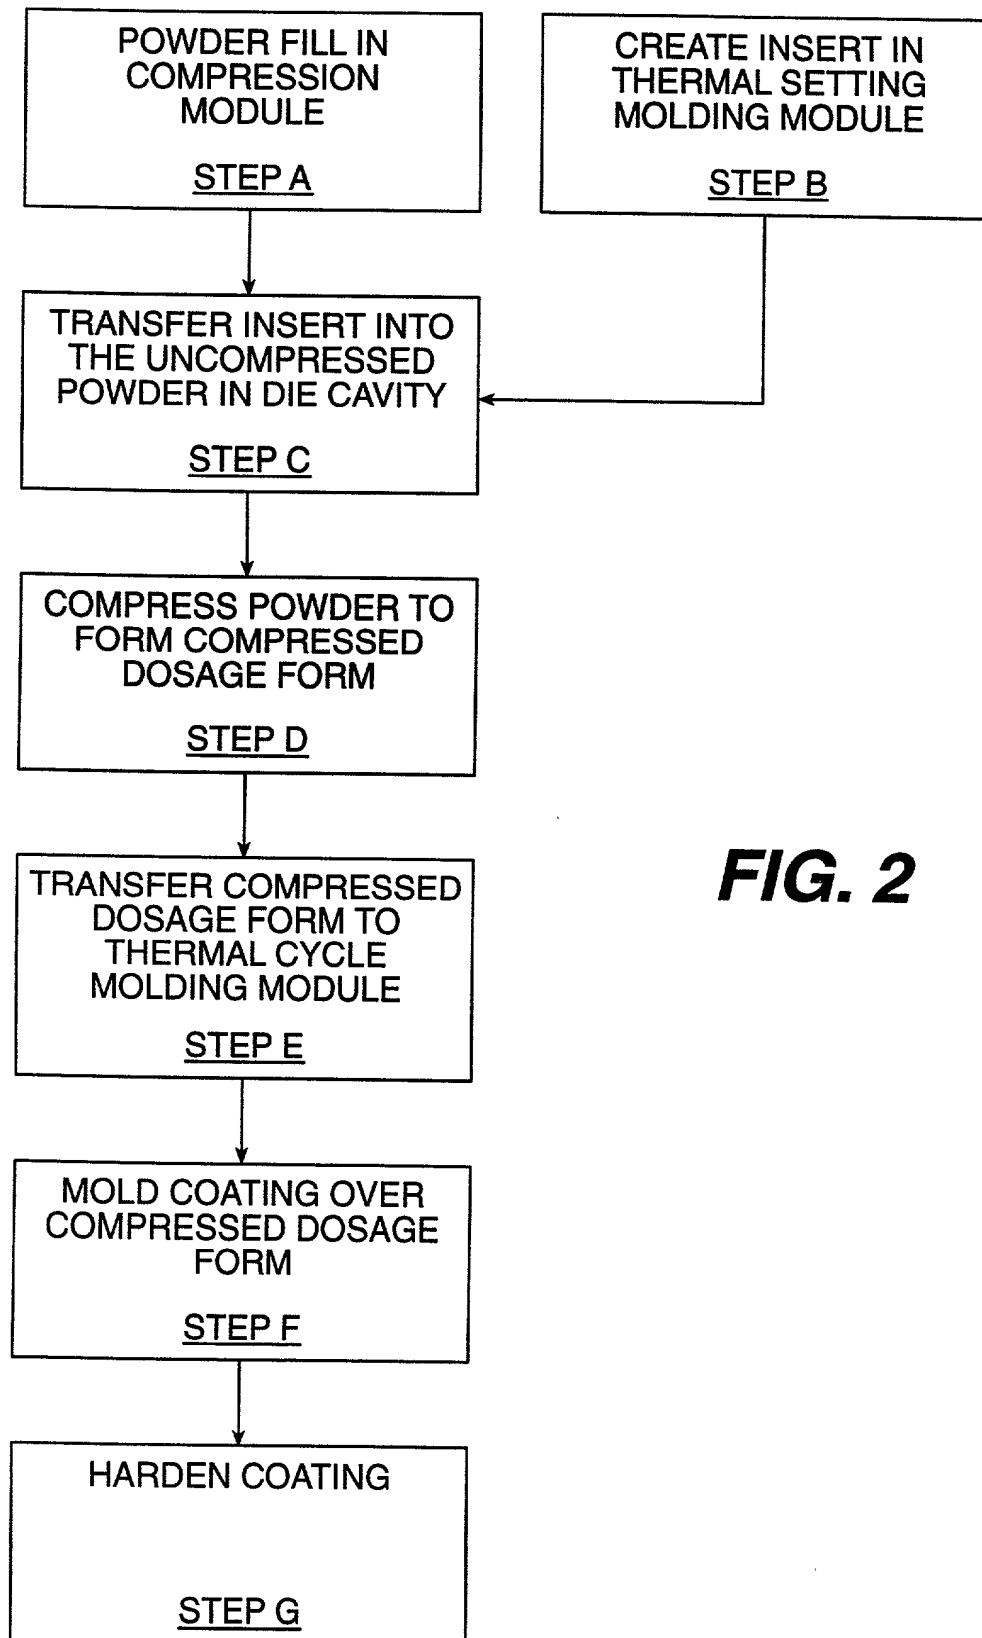 POWDER FILL IN
COMPRESSION
MODULE
STEP A
CREATE INSERT IN
THERMAL SETTING
MOLDING MODULE
STEP B
TRANSFER INSERT INTO
THE UNCOMPRESSED
POWDER IN DIE CAVITY
STEP C
COMPRESS POWDER TO
FORM COMPRESSED
DOSAGE FORM
STEP D
TRANSFER COMPRESSED
DOSAGE FORM TO
THERMAL CYCLE
MOLDING MODULE
STEP E
FIG. 2
MOLD COATING OVER
COMPRESSED DOSAGE
FORM
STEP F
HARDEN COATING
STEP G